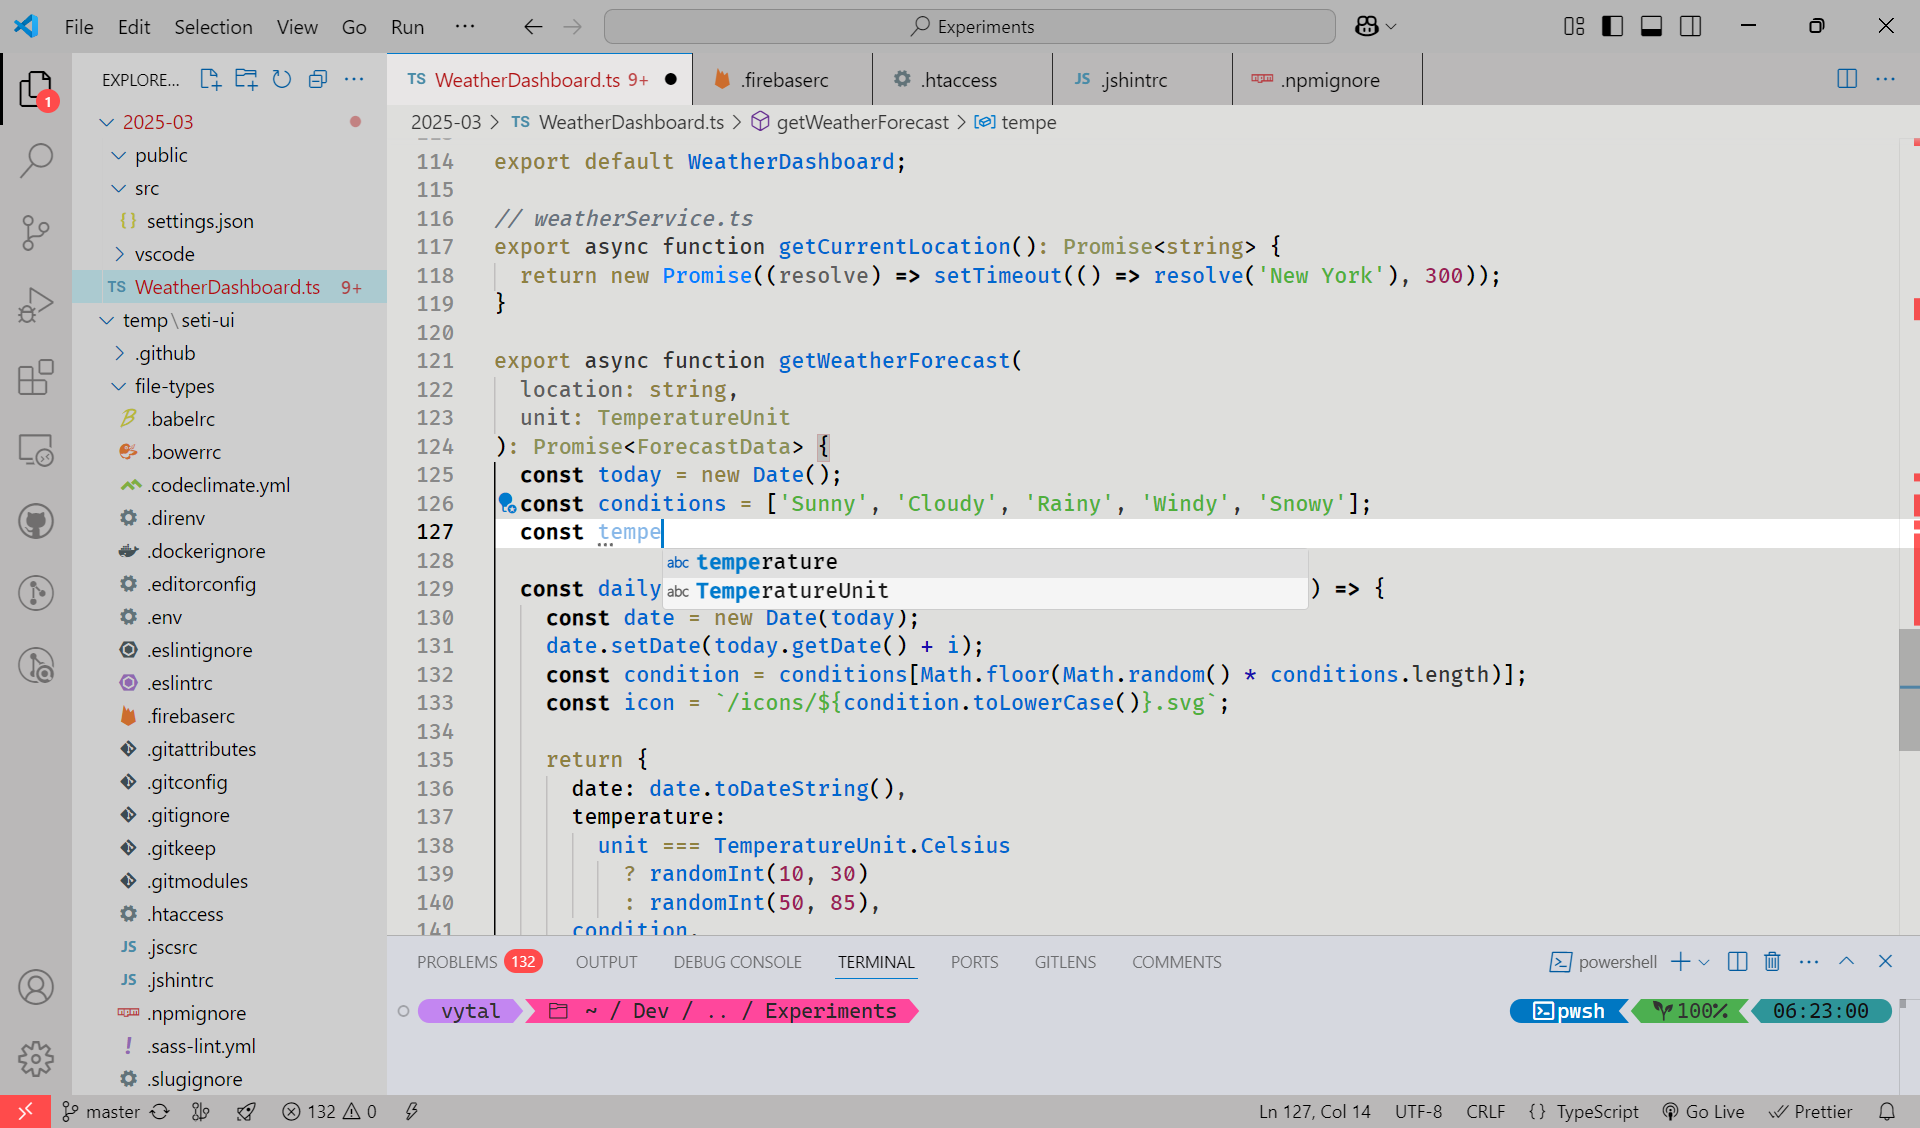 File Edit Selection View Go Run ··· Experiments
EXPLORE...
TS WeatherDashboard.ts 9+ .firebaserc .htaccess JS .jshintrc .npmignore
2025-03 > TS WeatherDashboard.ts > getWeatherForecast > tempe
1
2025-03
public
src
{} settings.json
vscode
TS WeatherDashboard.ts 9+
temp\seti-ui
.github
file-types
.babelrc
.bowerrc
.codeclimate.yml
.direnv
.dockerignore
.editorconfig
.env
.eslintignore
.eslintrc
.firebaserc
.gitattributes
.gitconfig
.gitignore
.gitkeep
.gitmodules
.htaccess
JS .jscsrc
JS .jshintrc
.npmignore
! .sass-lint.yml
.slugignore
114 export default WeatherDashboard;
115
116 // weatherService.ts
117 export async function getCurrentLocation(): Promise<string> {
118 return new Promise((resolve) => setTimeout(() => resolve('New York'), 300));
119 }
120
121 export async function getWeatherForecast(
122 location: string,
123 unit: TemperatureUnit
124 ): Promise<ForecastData> {
125 const today = new Date();
126 const conditions = ['Sunny', 'Cloudy', 'Rainy', 'Windy', 'Snowy'];
127 const tempe
128 abc temperature
129 const daily abc TemperatureUnit ) => {
130 const date = new Date(today);
131 date.setDate(today.getDate() + i);
132 const condition = conditions[Math.floor(Math.random() * conditions.length)];
133 const icon = `/icons/${condition.toLowerCase()}.svg`;
134
135 return {
136 date: date.toDateString(),
137 temperature:
138 unit === TemperatureUnit.Celsius
139 ? randomInt(10, 30)
140 : randomInt(50, 85),
141 condition,
PROBLEMS 132 OUTPUT DEBUG CONSOLE TERMINAL PORTS GITLENS COMMENTS powershell
vytal ~ / Dev / .. / Experiments pwsh 100% 06:23:00
master 132 0 Ln 127, Col 14 UTF-8 CRLF {} TypeScript Go Live Prettier